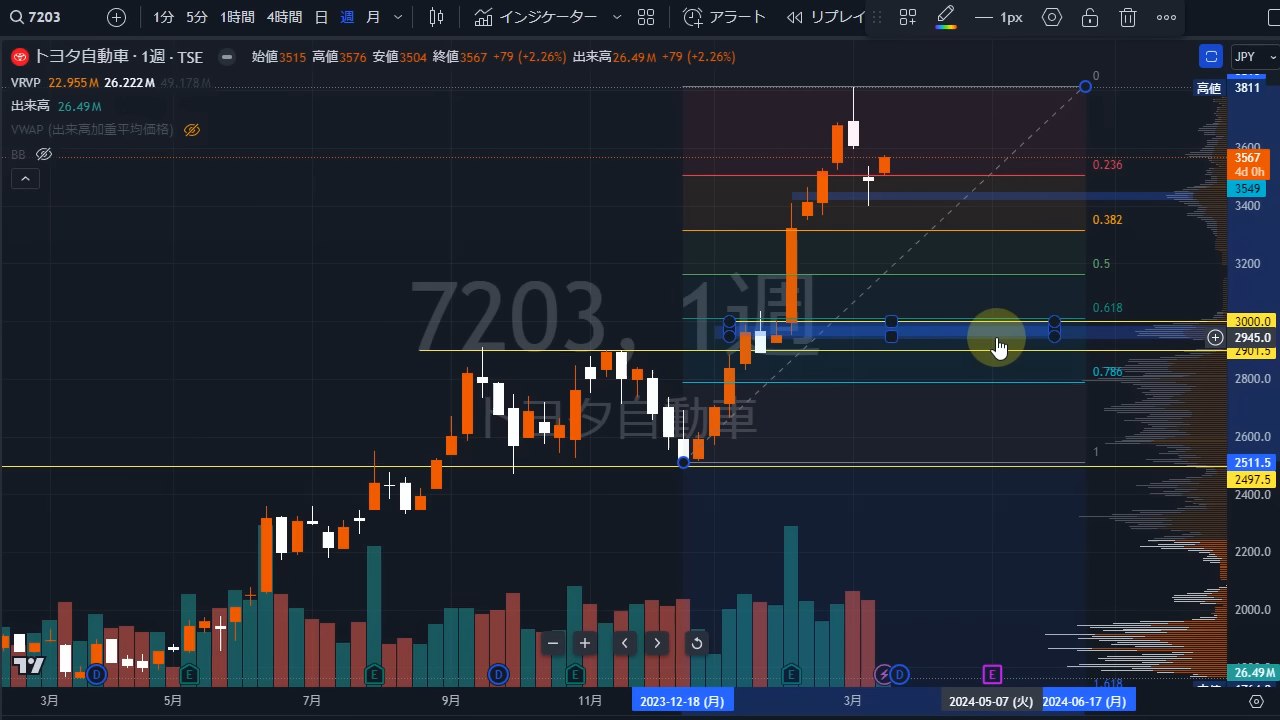 7203 1分 5分 1時間 4時間 日 週 月 インジケーター アラート リプレイ 1px
トヨタ自動車・1週・TSE 始値3515 高値3576 安値3504 終値3567 +79 (+2.26%) 出来高26.49M +79 (+2.26%) JPY
VRVP 22.955M 26.222M 49.178M
0 高値 3811
出来高 26.49M
VWAP (出来高加重平均価格)
BB
3600
3567
0.236 4d 0h
3549
3400
0.382
0.5 3200
7203, 1週
0.618
3000.0
2945.0
2901.5
0.786 2800.0
トヨタ自動車
2600.0
1 2511.5
2497.5
2400.0
2200.0
2000.0
D E E D E E D E 26.49M
1.618
3月 5月 7月 9月 11月 2023-12-18 (月) 3月 2024-05-07 (火) 2024-06-17 (月)